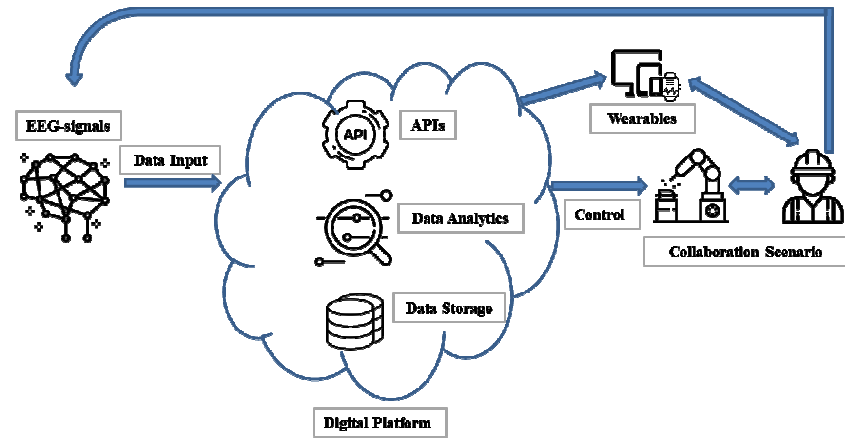 EEG-signals
Data Input
API
APIs
Data Analytics
Data Storage
Digital Platform
Wearables
Control
Collaboration Scenario